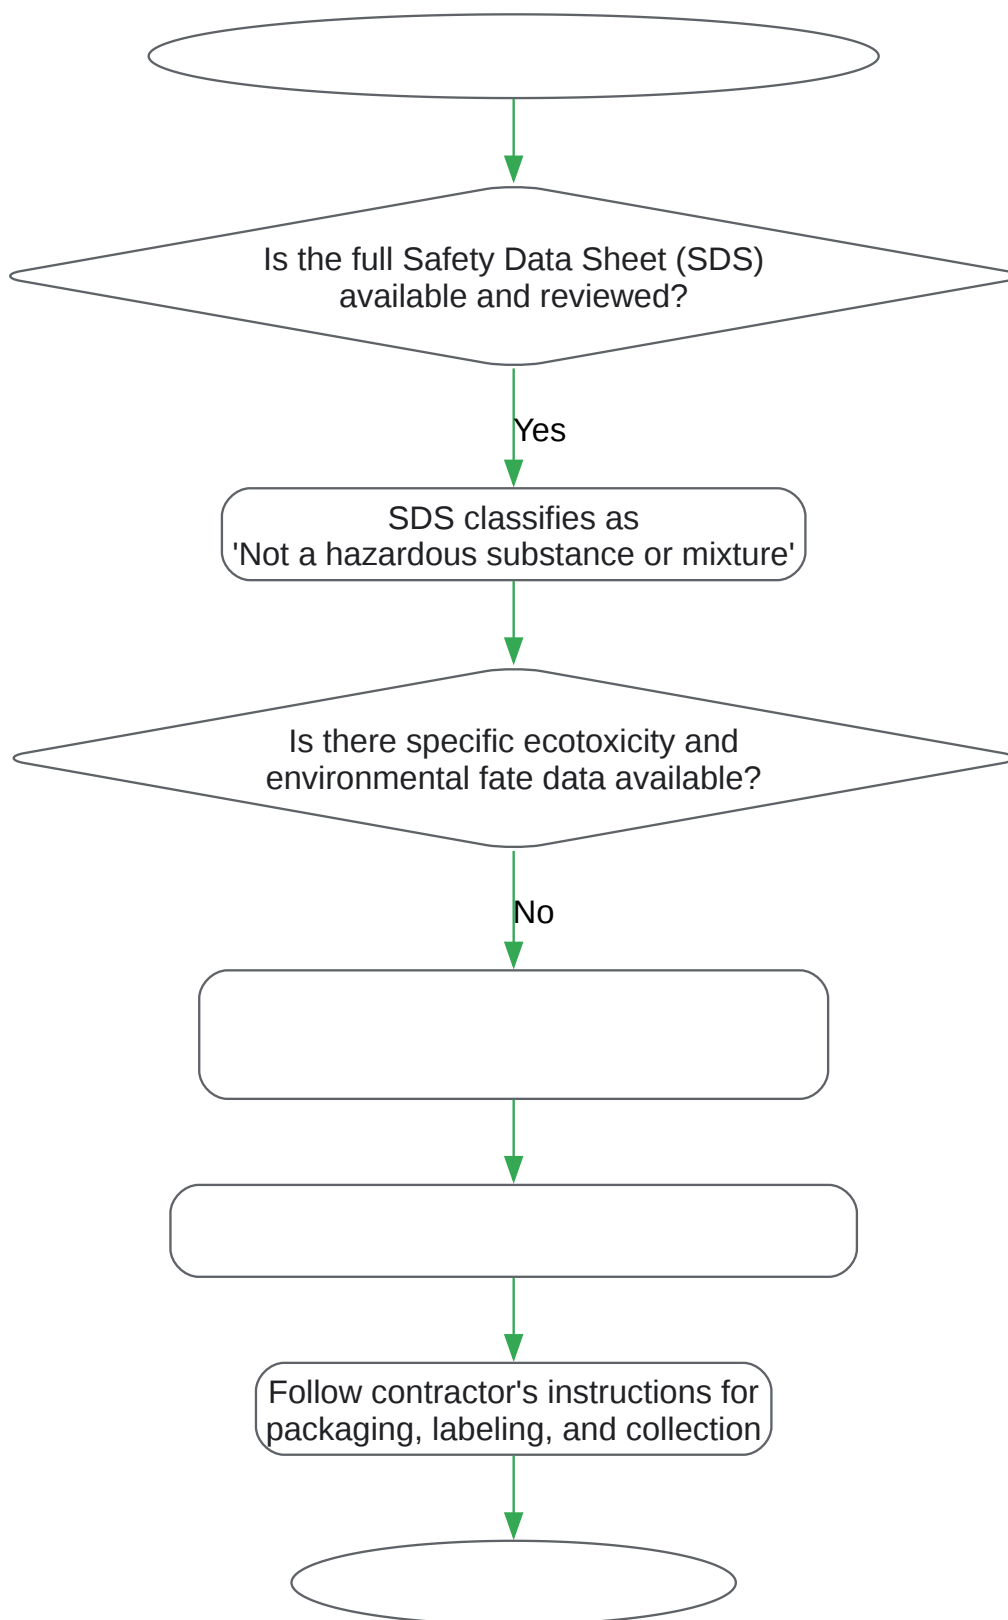 Is the full Safety Data Sheet (SDS)
available and reviewed?
Yes
SDS classifies as
'Not a hazardous substance or mixture'
Is there specific ecotoxicity and
environmental fate data available?
No
Follow contractor's instructions for
packaging, labeling, and collection